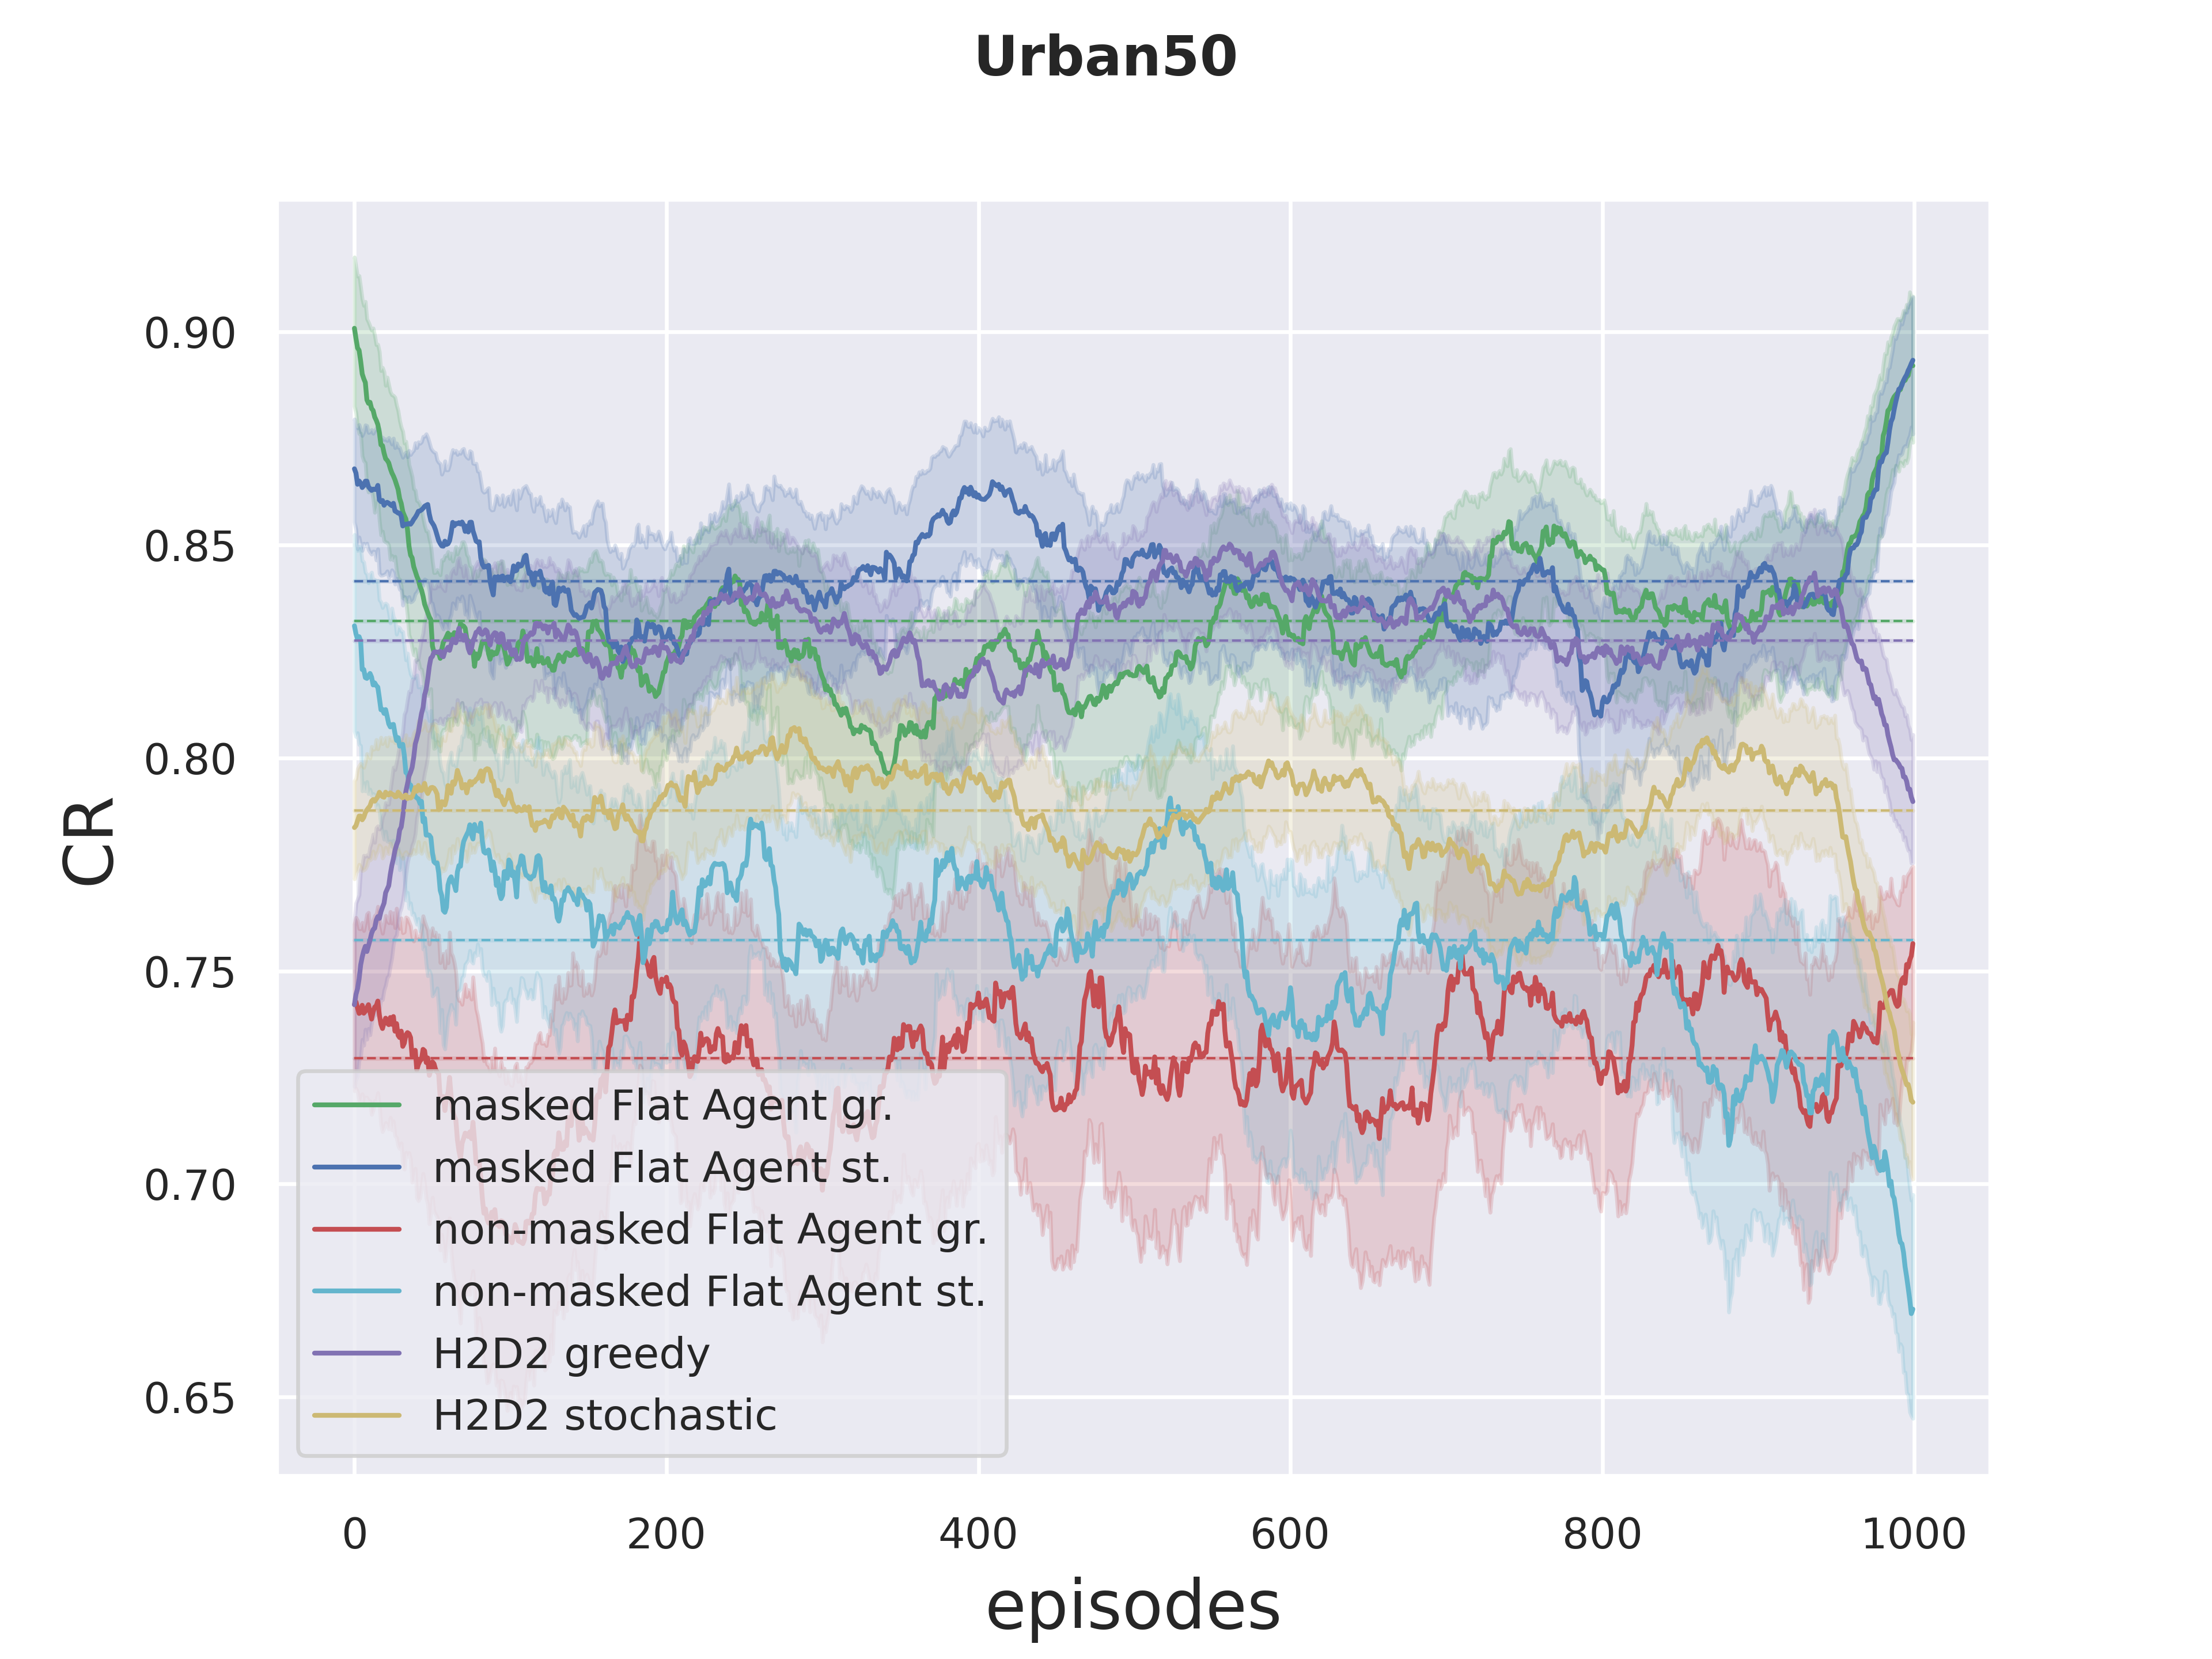 Urban50
CR
0.90
0.85
0.80
0.75
0.70
0.65
masked Flat Agent gr.
masked Flat Agent st.
non-masked Flat Agent gr.
non-masked Flat Agent st.
H2D2 greedy
H2D2 stochastic
0 200 400 600 800 1000
episodes